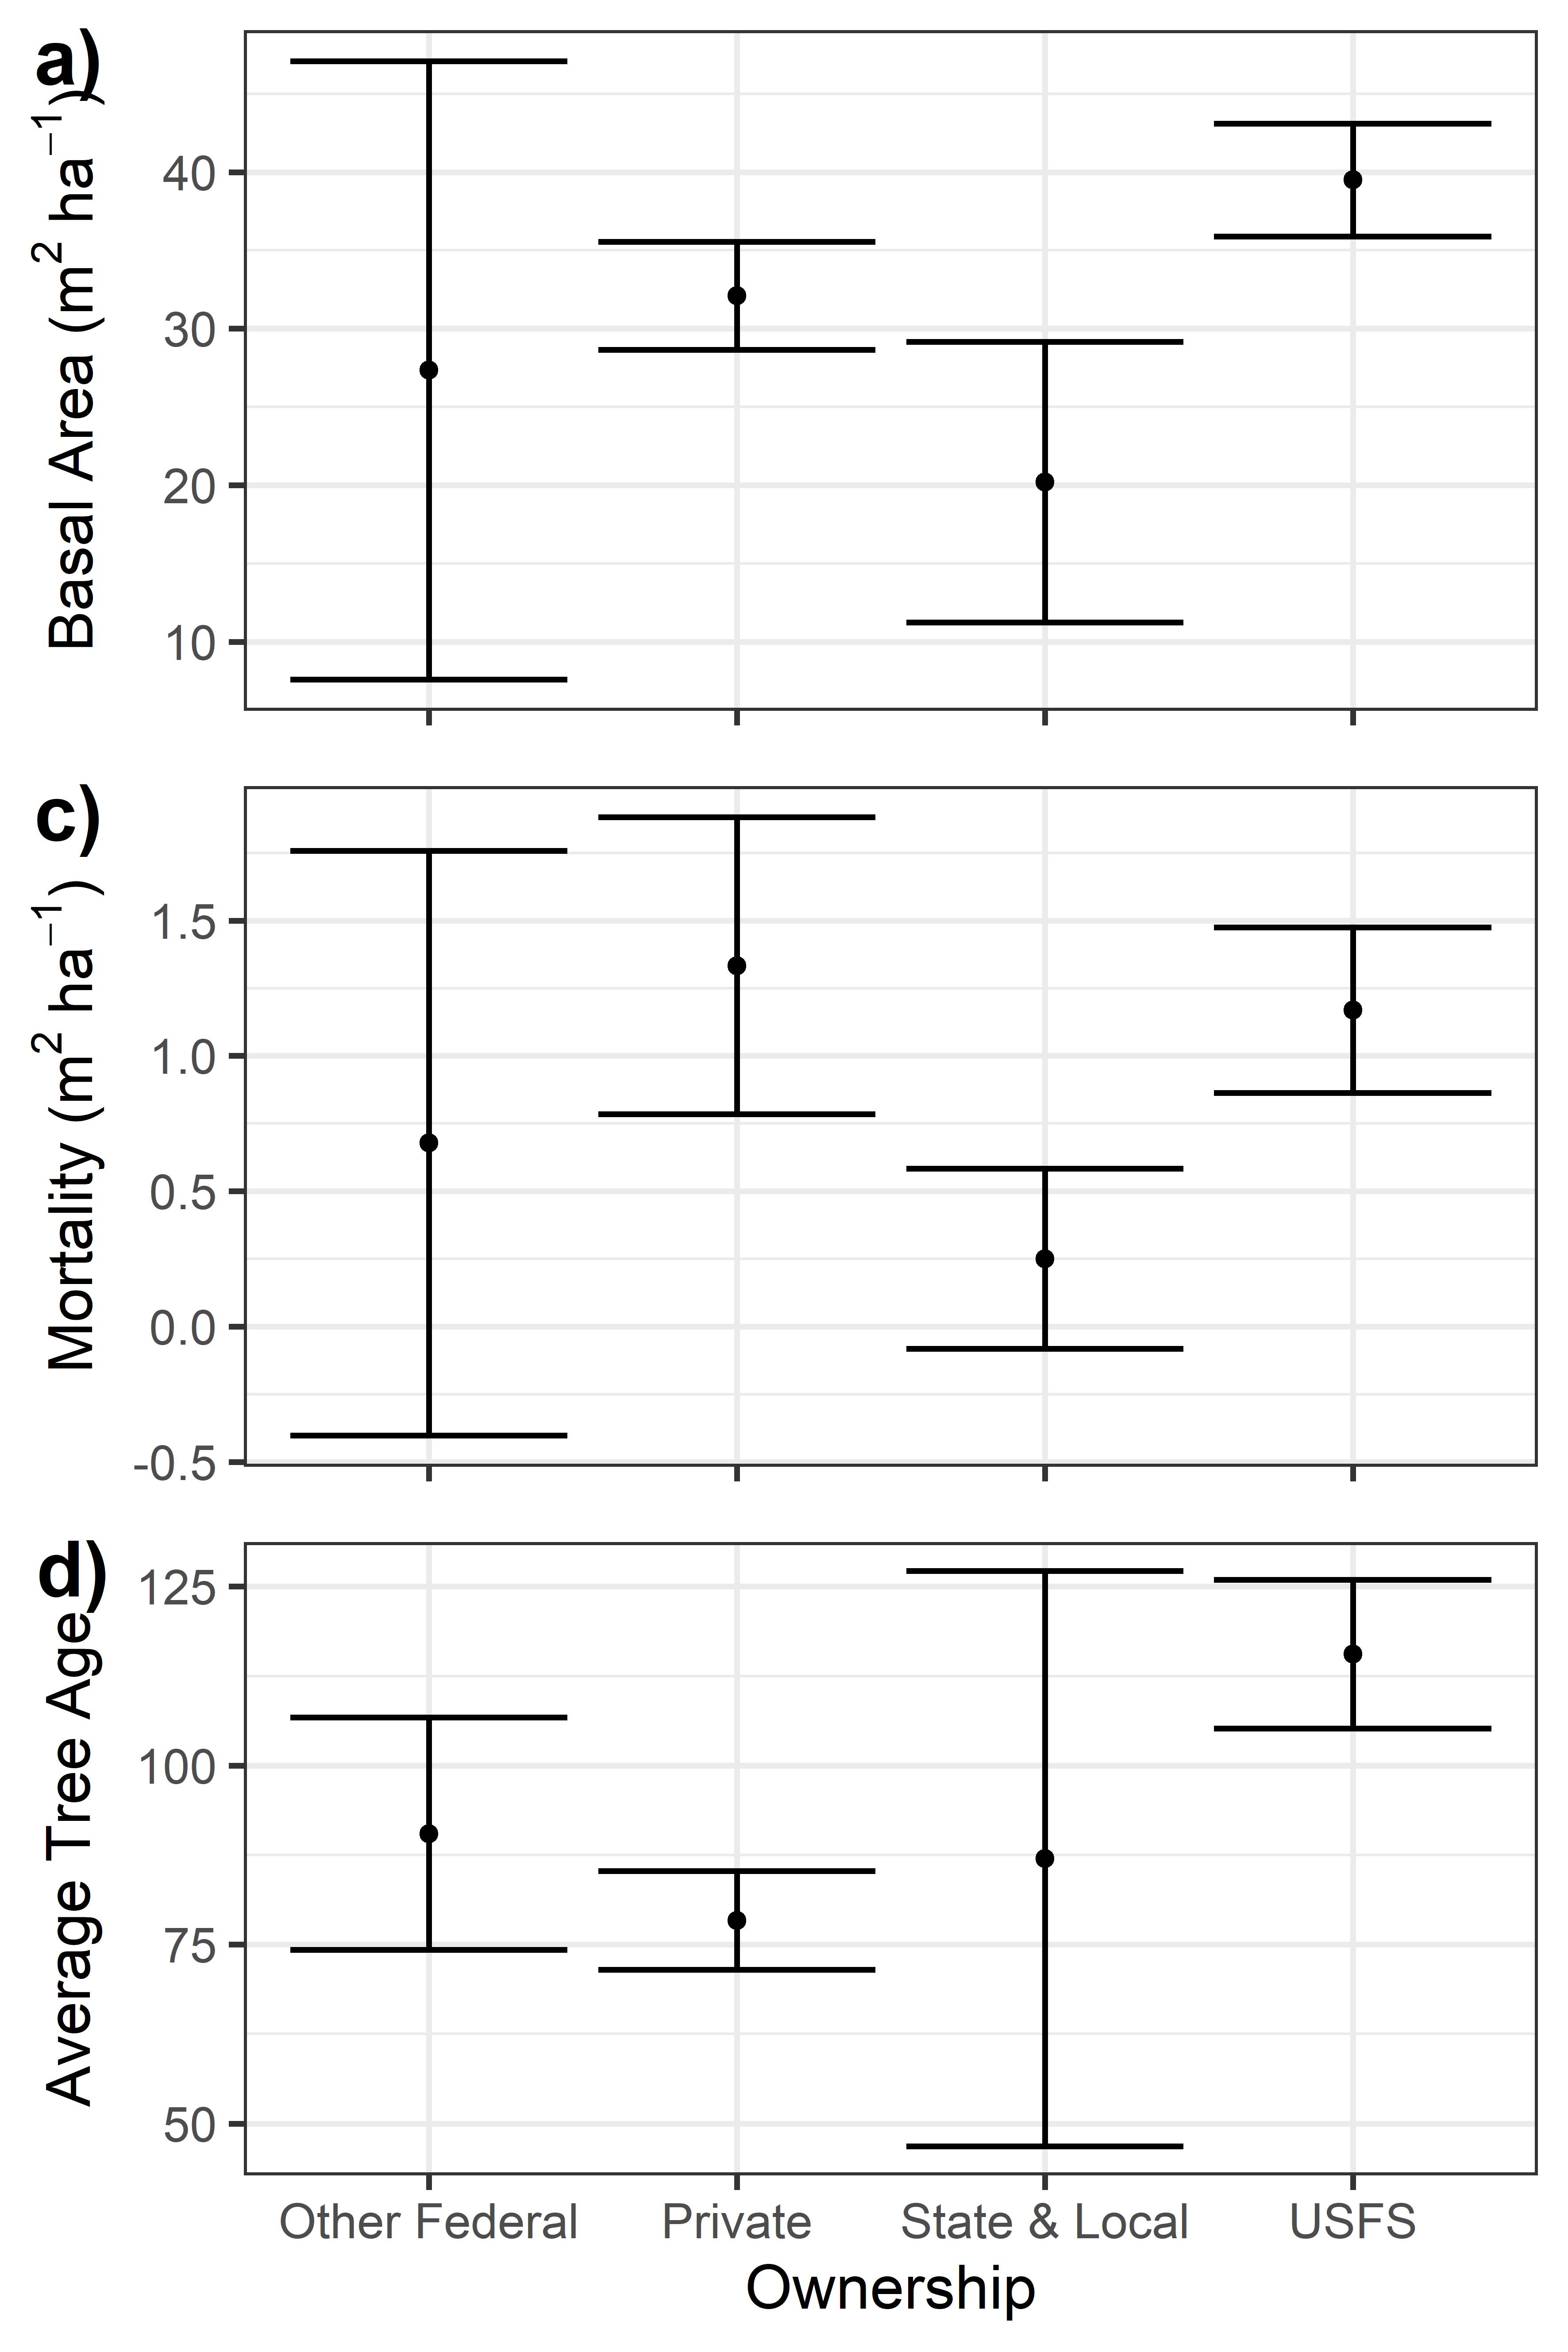 a)
Basal Area (m² ha⁻¹)
40
30
20
10
c)
Mortality (m² ha⁻¹)
1.5
1.0
0.5
0.0
-0.5
d)
Average Tree Age
125
100
75
50
Other Federal Private State & Local USFS
Ownership